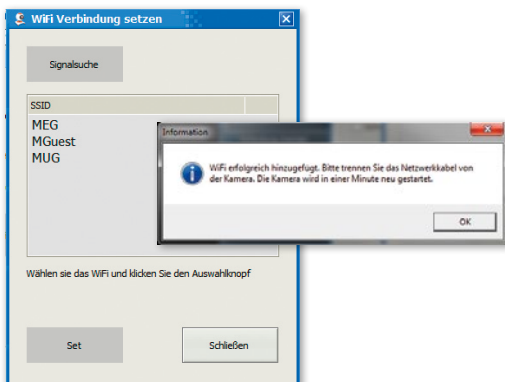 WiFi Verbindung setzen
Signalsuche
SSID
MEG
MGuest
MUG
Information
WiFi erfolgreich hinzugefügt. Bitte trennen Sie das Netzwerkkabel von
der Kamera. Die Kamera wird in einer Minute neu gestartet.
OK
Wählen sie das WiFi und klicken Sie den Auswahlknopf
Set
Schließen